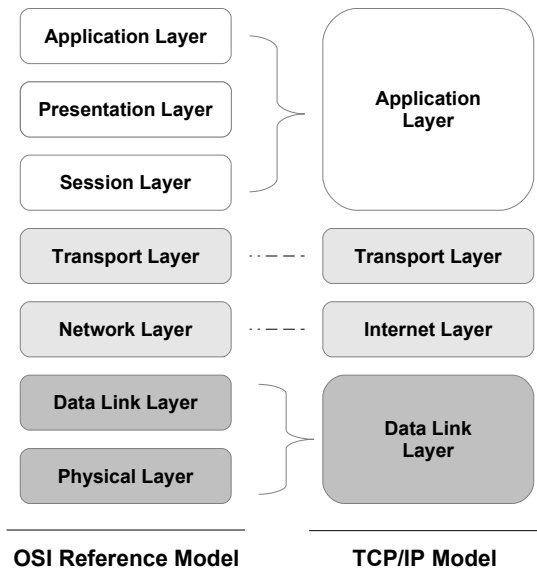 Application Layer
Presentation Layer
Session Layer
Transport Layer
Network Layer
Data Link Layer
Physical Layer
OSI Reference Model
Application
Layer
Transport Layer
Internet Layer
Data Link
Layer
TCP/IP Model